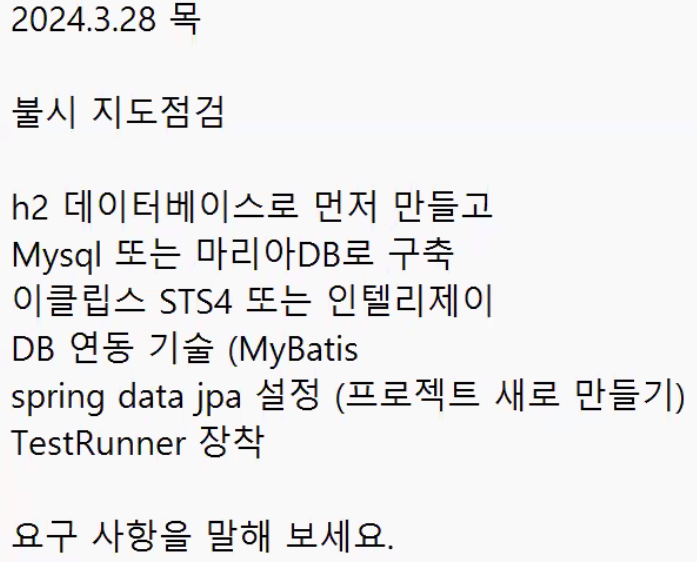 2024.3.28 목
불시 지도점검
h2 데이터베이스로 먼저 만들고
Mysql 또는 마리아DB로 구축
이클립스 STS4 또는 인텔리제이
DB 연동 기술 (MyBatis
spring data jpa 설정 (프로젝트 새로 만들기)
TestRunner 장착
요구 사항을 말해 보세요.